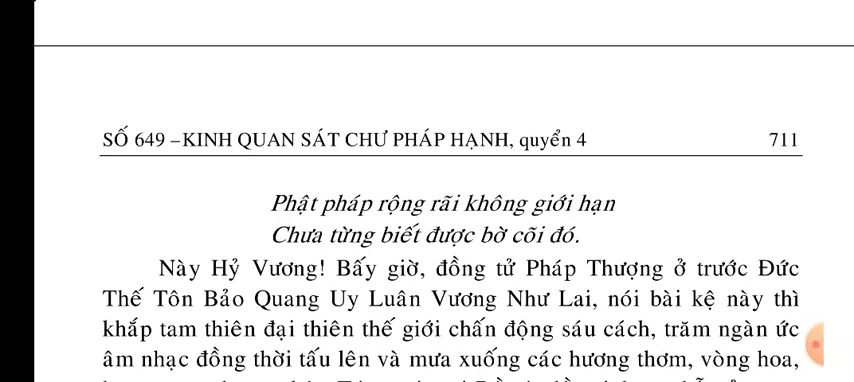 SỐ 649 –KINH QUAN SÁT CHƯ PHÁP HẠNH, quyển 4 711
Phật pháp rộng rãi không giới hạn
Chưa từng biết được bờ cõi đó.
Này Hỷ Vương! Bấy giờ, đồng tử Pháp Thượng ở trước Đức
Thế Tôn Bảo Quang Uy Luân Vương Như Lai, nói bài kệ này thì
khắp tam thiên đại thiên thế giới chấn động sáu cách, trăm ngàn ức
âm nhạc đồng thời tấu lên và mưa xuống các hương thơm, vòng hoa,